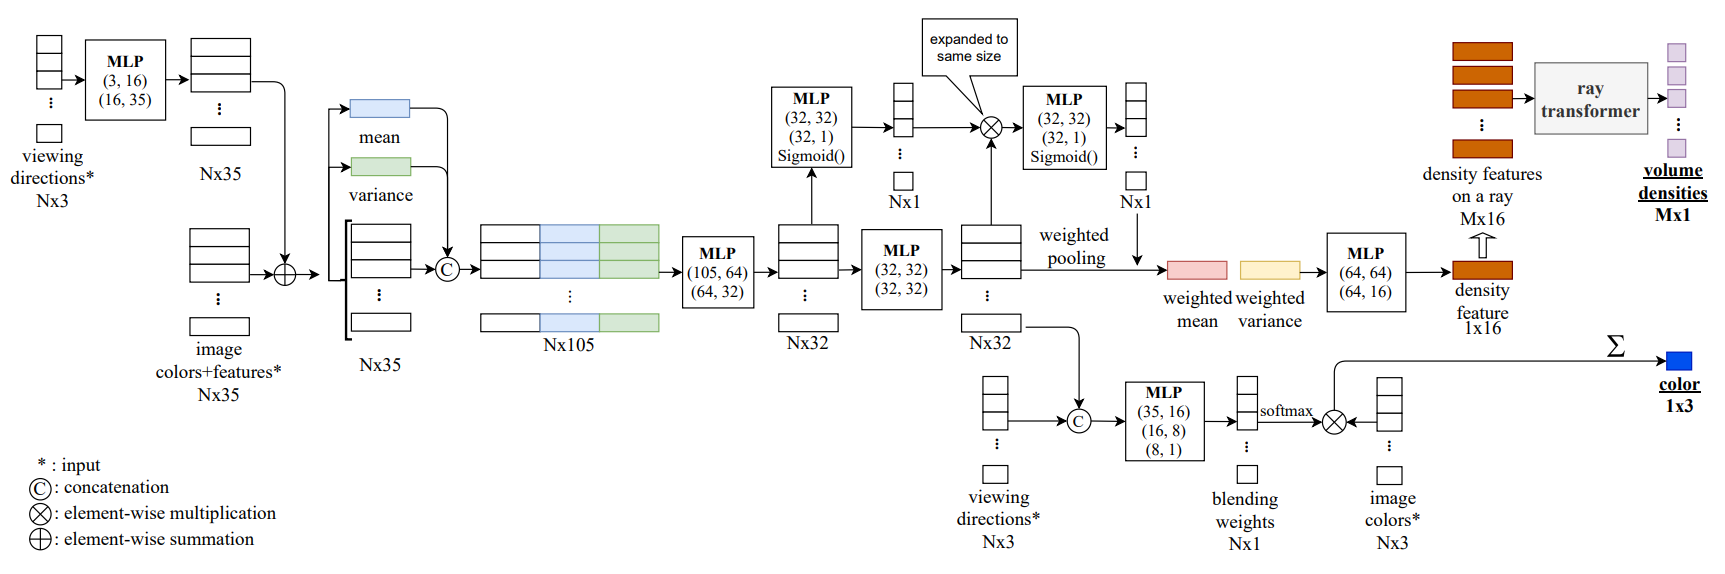 MLP
(3, 16)
(16, 35)
viewing
directions*
Nx3
Nx35
image
colors+features*
Nx35
mean
variance
Nx35
C
Nx105
MLP
(105, 64)
(64, 32)
MLP
(32, 32)
(32, 1)
Sigmoid()
Nx32
Nx1
MLP
(32, 32)
(32, 32)
expanded to
same size
MLP
(32, 32)
(32, 1)
Sigmoid()
Nx1
Nx32
weighted
pooling
weighted
mean
weighted
variance
MLP
(64, 64)
(64, 16)
density
feature
1x16
density features
on a ray
Mx16
ray
transformer
volume
densities
Mx1
viewing
directions*
Nx3
C
MLP
(35, 16)
(16, 8)
(8, 1)
blending
weights
Nx1
softmax
image
colors*
Nx3
Σ
color
1x3
* : input
C : concatenation
: element-wise multiplication
: element-wise summation